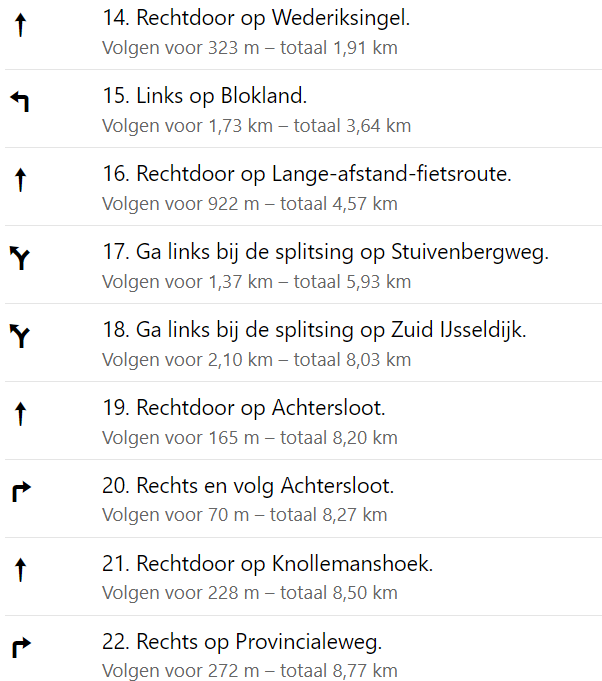 14. Rechtdoor op Wederiksingel.
Volgen voor 323 m – totaal 1,91 km
15. Links op Blokland.
Volgen voor 1,73 km – totaal 3,64 km
16. Rechtdoor op Lange-afstand-fietsroute.
Volgen voor 922 m – totaal 4,57 km
17. Ga links bij de splitsing op Stuivenbergweg.
Volgen voor 1,37 km – totaal 5,93 km
18. Ga links bij de splitsing op Zuid IJsseldijk.
Volgen voor 2,10 km – totaal 8,03 km
19. Rechtdoor op Achtersloot.
Volgen voor 165 m – totaal 8,20 km
20. Rechts en volg Achtersloot.
Volgen voor 70 m – totaal 8,27 km
21. Rechtdoor op Knollemanshoek.
Volgen voor 228 m – totaal 8,50 km
22. Rechts op Provincialeweg.
Volgen voor 272 m – totaal 8,77 km